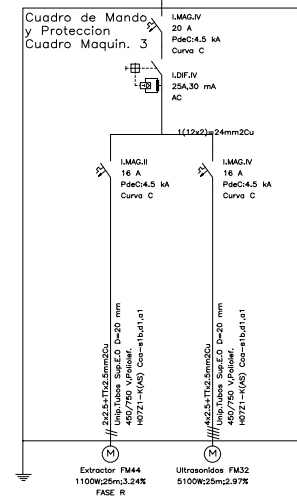 Cuadro de Mando
y Proteccion
Cuadro Maquin. 3
I.MAG.IV
20 A
PdeC:4.5 kA
Curva C
I.DIF.IV
25A,30 mA
AC
1(12x2)=24mm2Cu
I.MAG.II
16 A
PdeC:4.5 kA
Curva C
I.MAG.IV
16 A
PdeC:4.5 kA
Curva C
2x2.5+TTx2.5mm2Cu
Unip.Tubos Sup.E.O D=20 mm
450/750 V,Poliolef.
H07Z1-K(AS) Cca-s1b,d1,a1
4x2.5+TTx2.5mm2Cu
Unip.Tubos Sup.E.O D=20 mm
450/750 V,Poliolef.
H07Z1-K(AS) Cca-s1b,d1,a1
M
M
Extractor FM44
1100W;25m;3.24%
FASE R
Ultrasonidos FM32
5100W;25m;2.97%